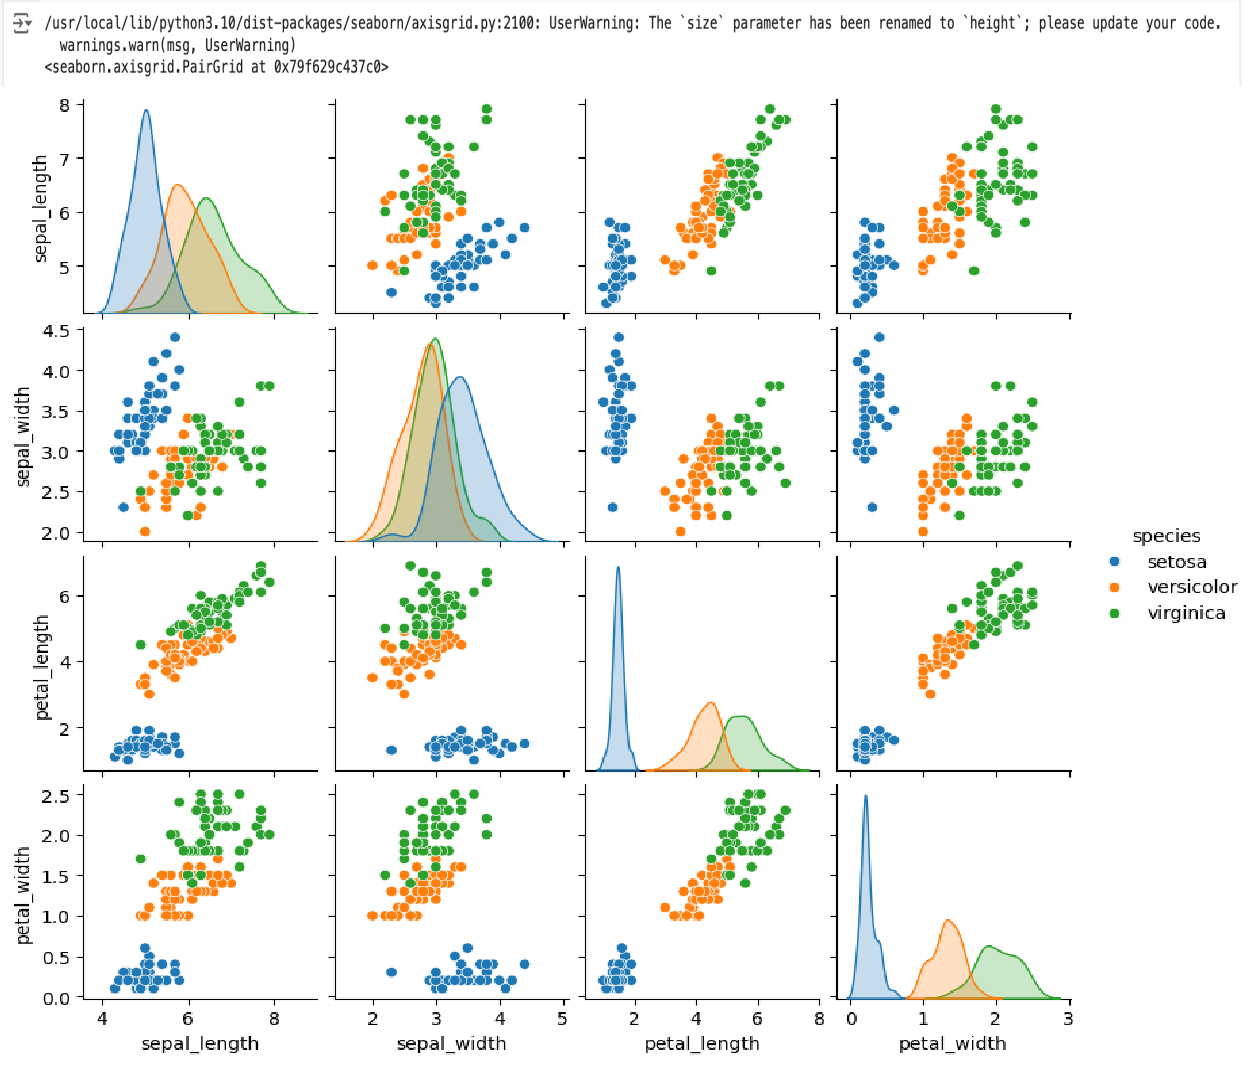 /usr/local/lib/python3.10/dist-packages/seaborn/axisgrid.py:2100: UserWarning: The `size` parameter has been renamed to `height`; please update your code.
warnings.warn(msg, UserWarning)
<seaborn.axisgrid.PairGrid at 0x79f629c437c0>
8
7
6
5
sepal_length
4.5
4.0
3.5
3.0
2.5
2.0
sepal_width
species
setosa
versicolor
virginica
6
4
2
petal_length
2.5
2.0
1.5
1.0
0.5
0.0
petal_width
4 6 8
2 3 4 5
2 4 6 8
0 1 2 3
sepal_length
sepal_width
petal_length
petal_width